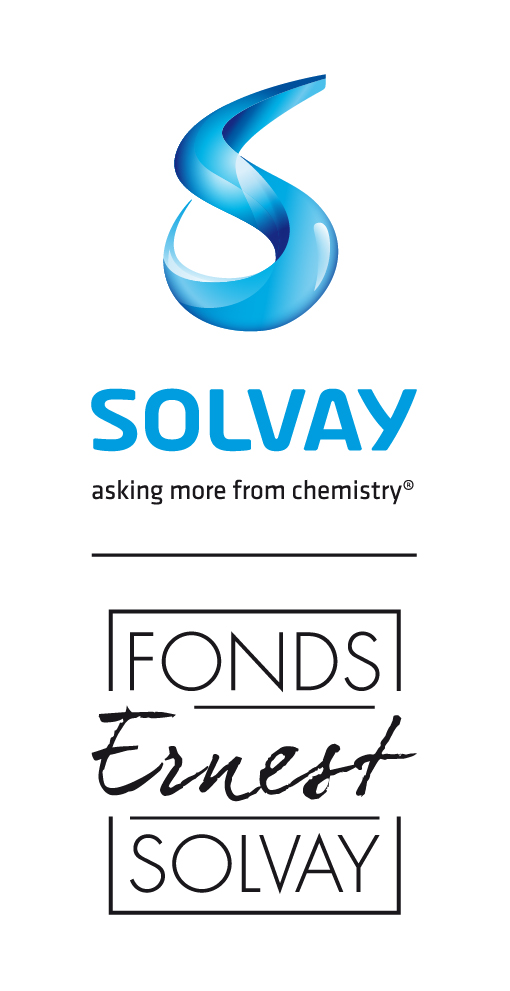 SOLVAY
asking more from chemistry®
FONDS
Ernest
SOLVAY